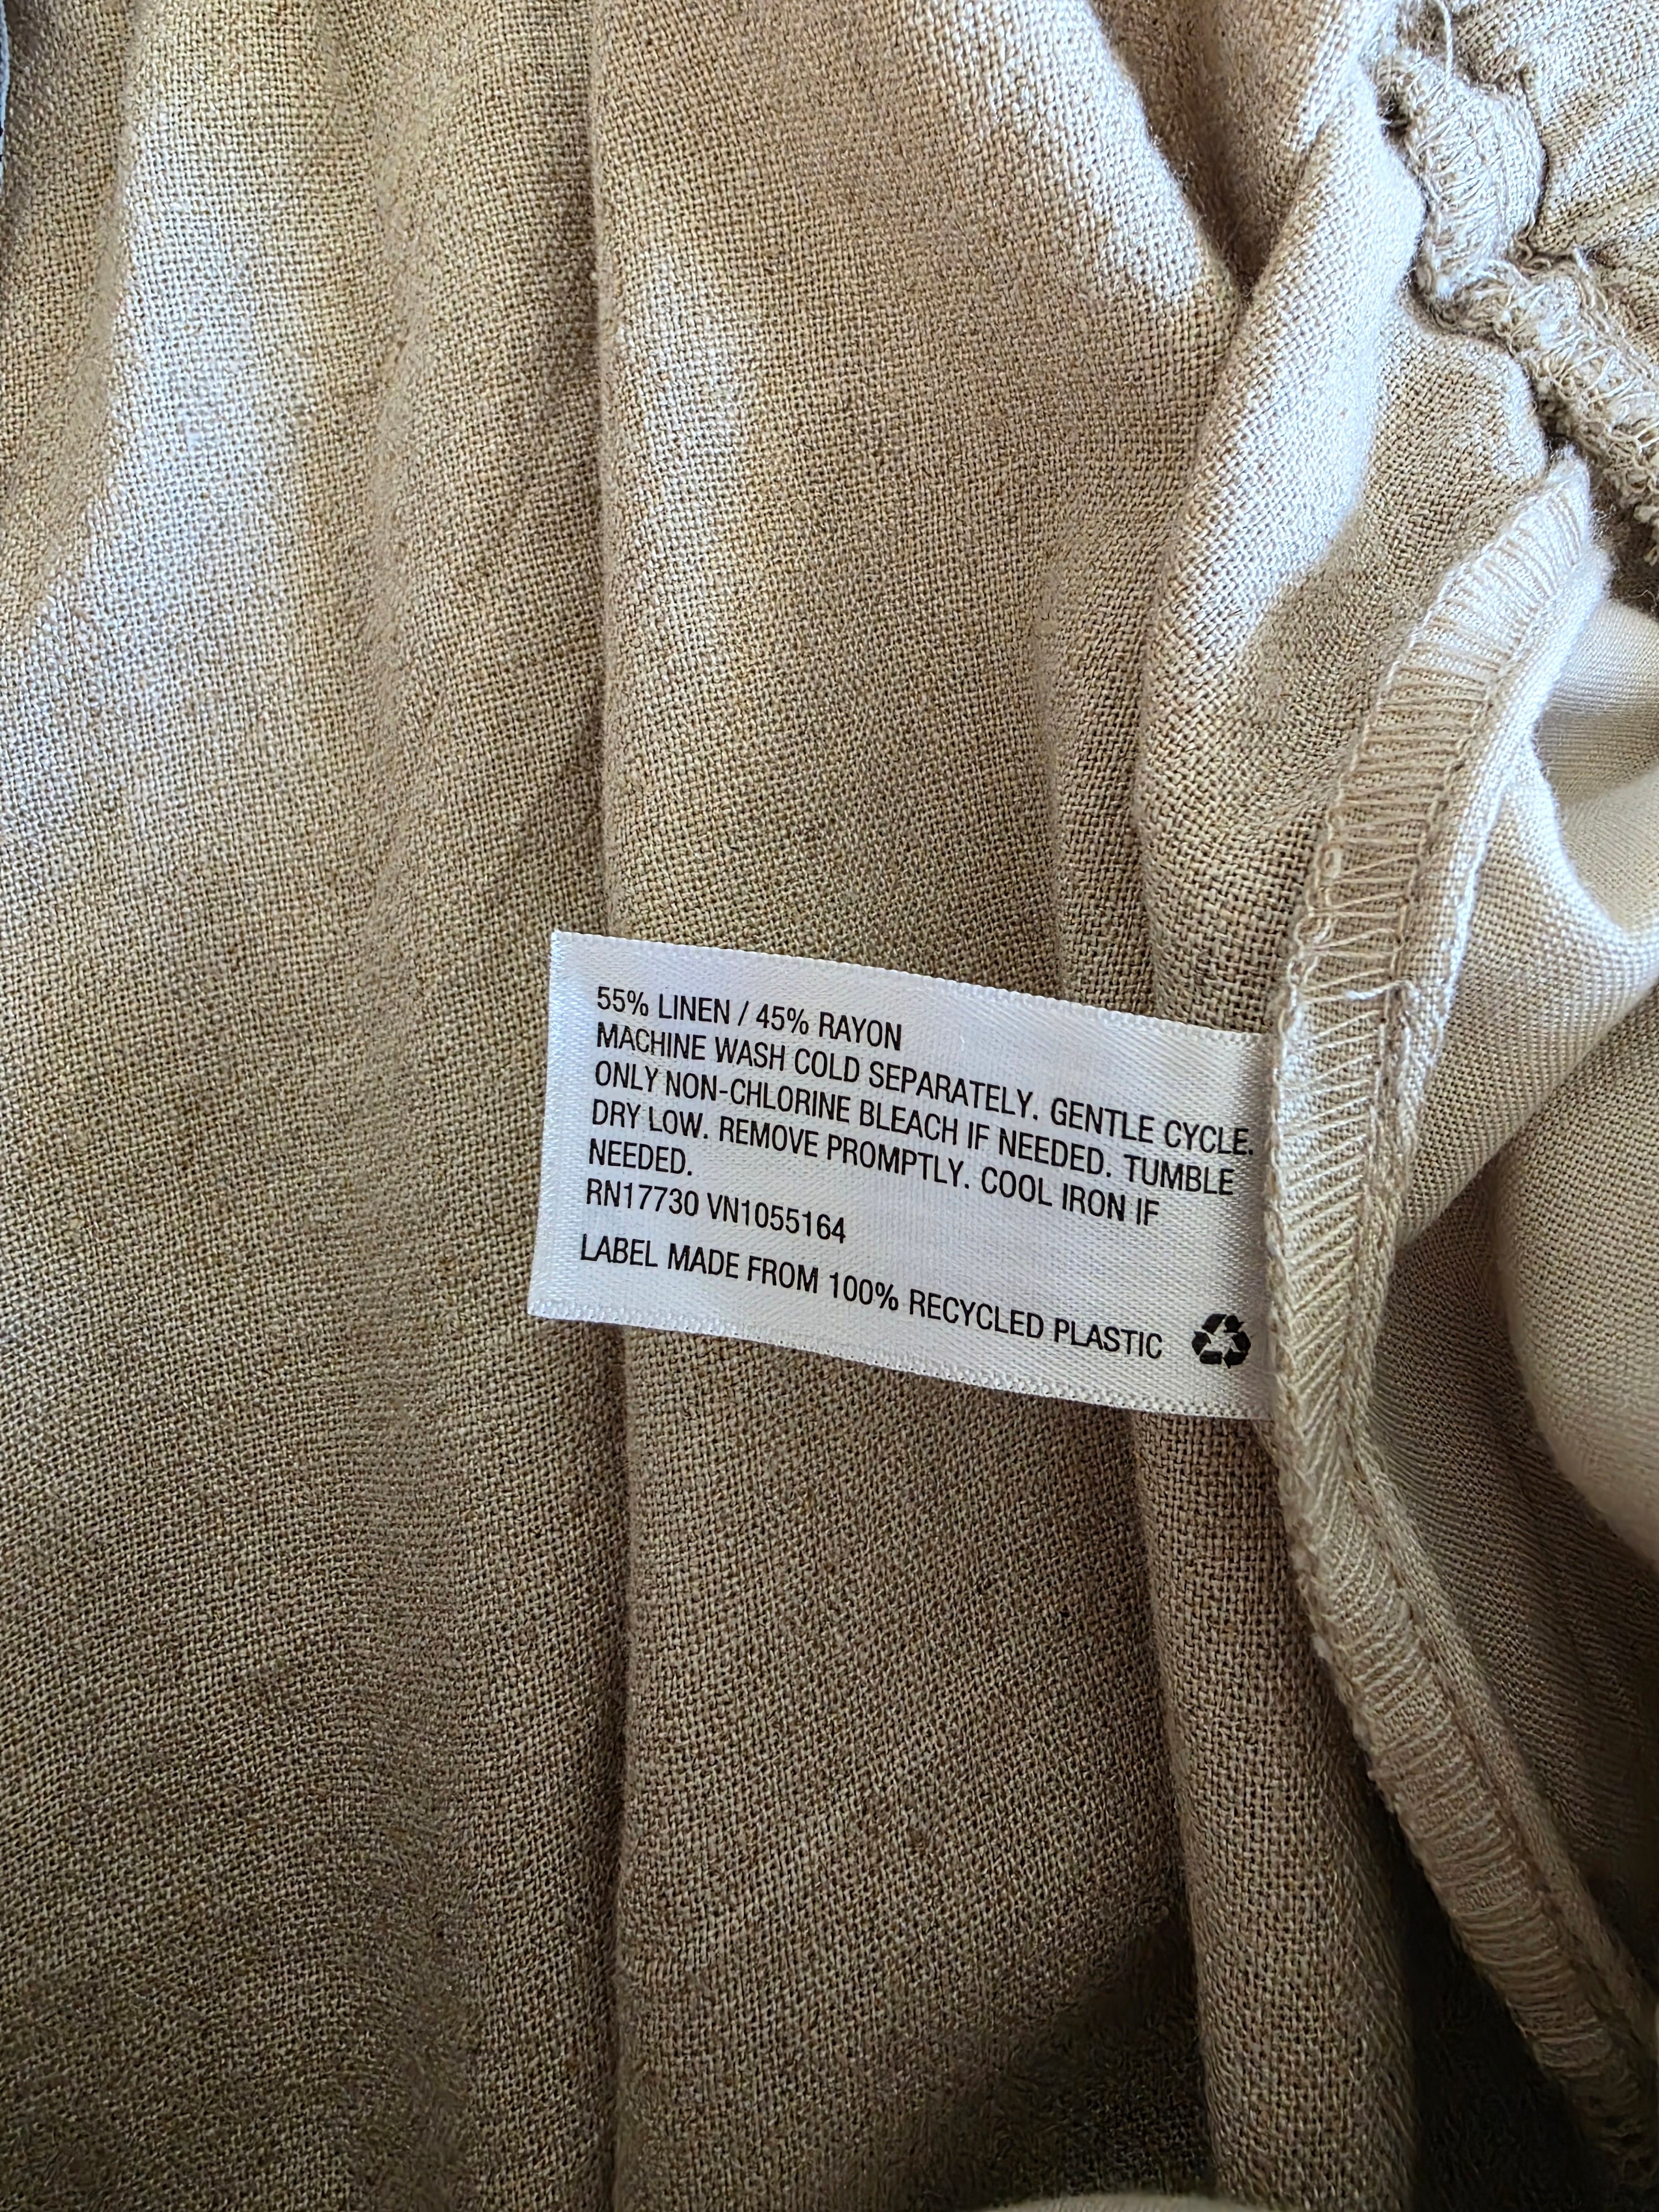 55% LINEN / 45% RAYON
MACHINE WASH COLD SEPARATELY. GENTLE CYCLE.
ONLY NON-CHLORINE BLEACH IF NEEDED. TUMBLE
DRY LOW. REMOVE PROMPTLY. COOL IRON IF
NEEDED.
RN17730 VN1055164
LABEL MADE FROM 100% RECYCLED PLASTIC